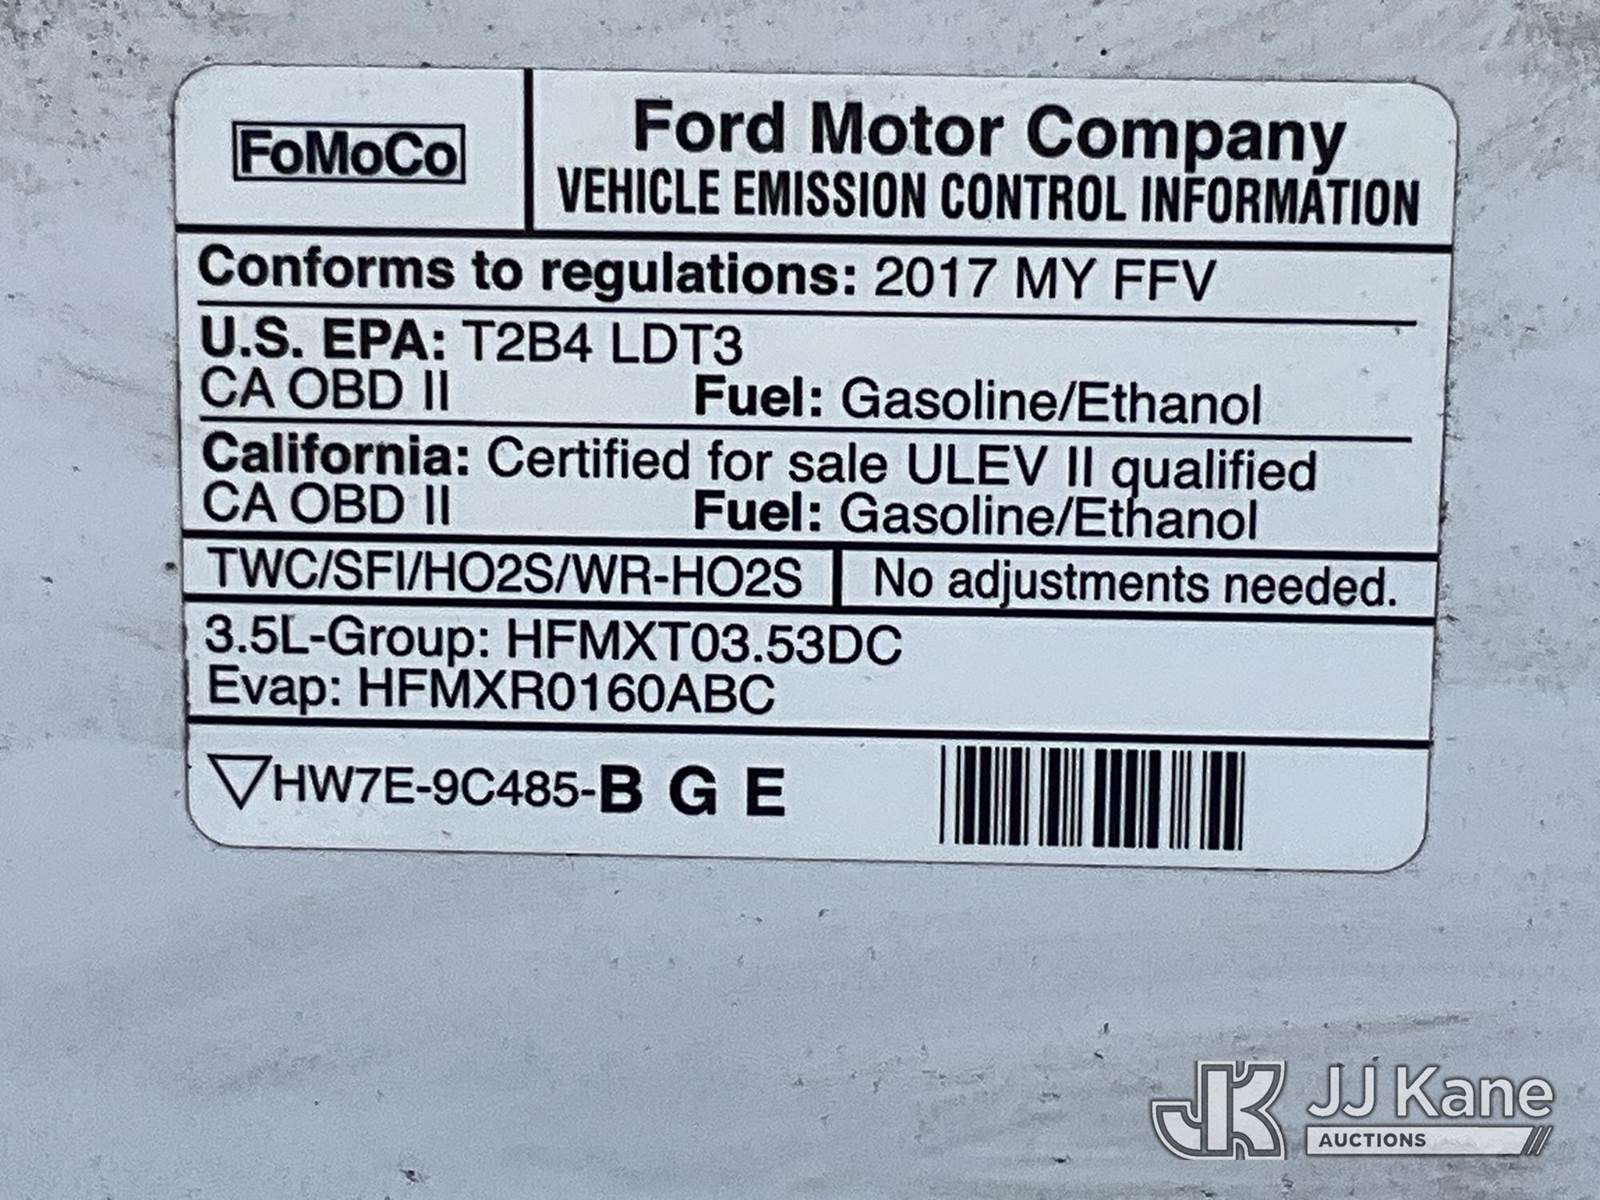 FoMoCo
Ford Motor Company
VEHICLE EMISSION CONTROL INFORMATION
Conforms to regulations: 2017 MY FFV
U.S. EPA: T2B4 LDT3
CA OBD II Fuel: Gasoline/Ethanol
California: Certified for sale ULEV II qualified
CA OBD II Fuel: Gasoline/Ethanol
TWC/SFI/HO2S/WR-HO2S No adjustments needed.
3.5L-Group: HFMXT03.53DC
Evap: HFMXR0160ABC
HW7E-9C485-B G E
JK JJ Kane
AUCTIONS